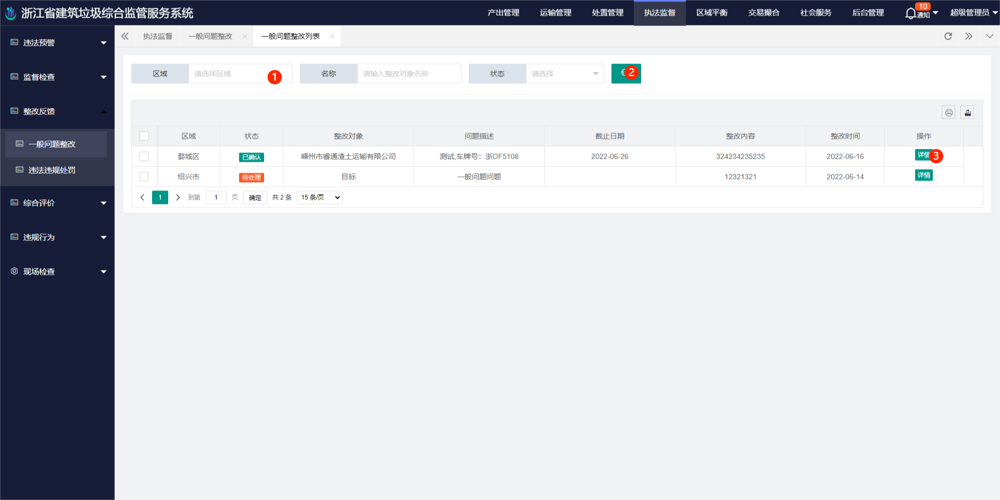 浙江省建筑垃圾综合监管服务系统
产出管理 运输管理 处置管理 执法监督 区域平衡 交易撮合 社会服务 后台管理 10 通知 超级管理员
违法预警
监督检查
整改反馈
一般问题整改
违法违规处罚
综合评价
违规行为
现场检查
执法监督 一般问题整改 × 一般问题整改列表 ×
区域 请选择区域 1 名称 请输入整改对象名称 状态 请选择 2
区域 状态 整改对象 问题描述 截止日期 整改内容 整改时间 操作
婺城区 已确认 嵊州市睿通渣土运输有限公司 测试;车牌号：浙DF5108 2022-06-26 324234235235 2022-06-16 详情 3
绍兴市 待处理 目标 一般问题问题 12321321 2022-06-14 详情
1 到第 1 页 确定 共 2 条 15 条/页